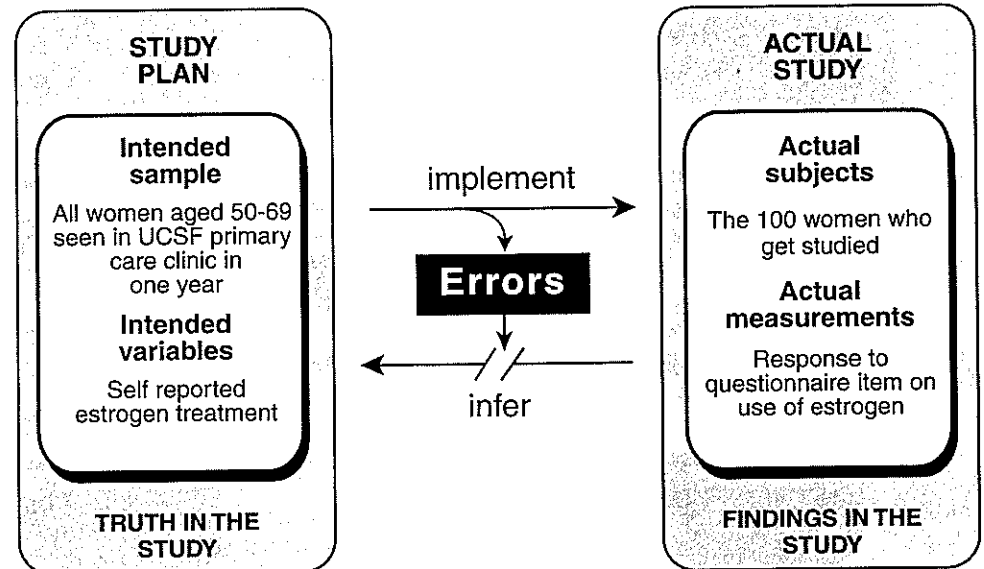 STUDY
PLAN
Intended
sample
All women aged 50-69
seen in UCSF primary
care clinic in
one year
Intended
variables
Self reported
estrogen treatment
TRUTH IN THE
STUDY
implement
Errors
infer
ACTUAL
STUDY
Actual
subjects
The 100 women who
get studied
Actual
measurements
Response to
questionnaire item on
use of estrogen
FINDINGS IN THE
STUDY